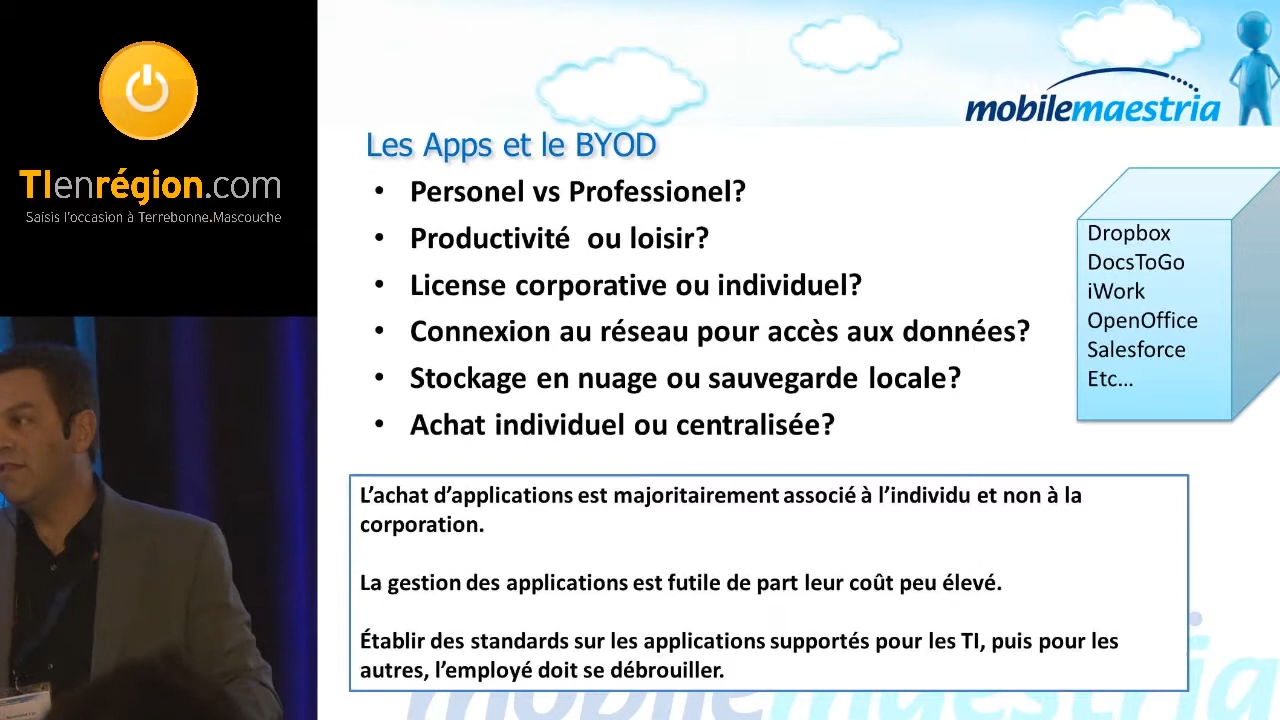 TIenrégion.com
Saisis l'occasion à Terrebonne.Mascouche
mobilemaestria
Les Apps et le BYOD
• Personel vs Professionel?
• Productivité ou loisir?
• License corporative ou individuel?
• Connexion au réseau pour accès aux données?
• Stockage en nuage ou sauvegarde locale?
• Achat individuel ou centralisée?
Dropbox
DocsToGo
iWork
OpenOffice
Salesforce
Etc…
L'achat d'applications est majoritairement associé à l'individu et non à la
corporation.
La gestion des applications est futile de part leur coût peu élevé.
Établir des standards sur les applications supportés pour les TI, puis pour les
autres, l'employé doit se débrouiller.
mobilemaestria